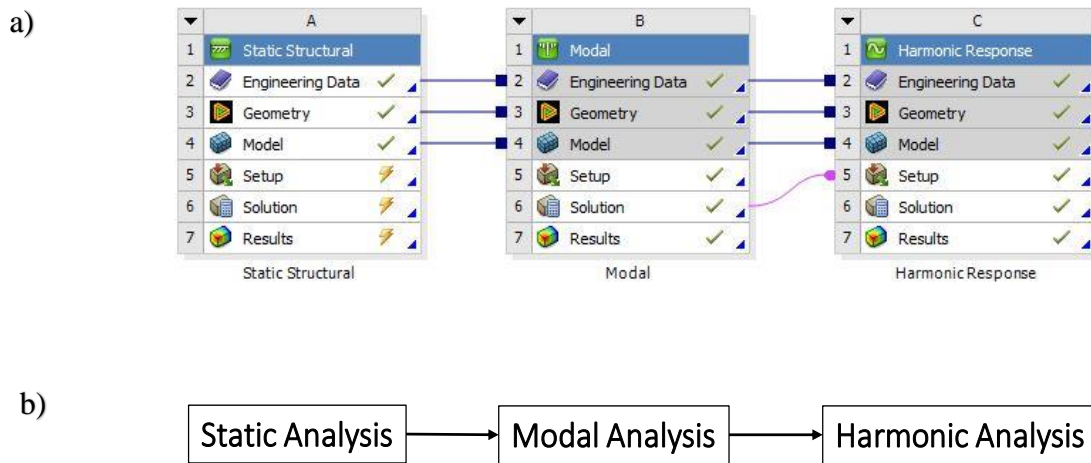 a)
A
1 Static Structural
2 Engineering Data
3 Geometry
4 Model
5 Setup
6 Solution
7 Results
Static Structural
B
1 Modal
2 Engineering Data
3 Geometry
4 Model
5 Setup
6 Solution
7 Results
Modal
C
1 Harmonic Response
2 Engineering Data
3 Geometry
4 Model
5 Setup
6 Solution
7 Results
Harmonic Response
b)
Static Analysis
Modal Analysis
Harmonic Analysis